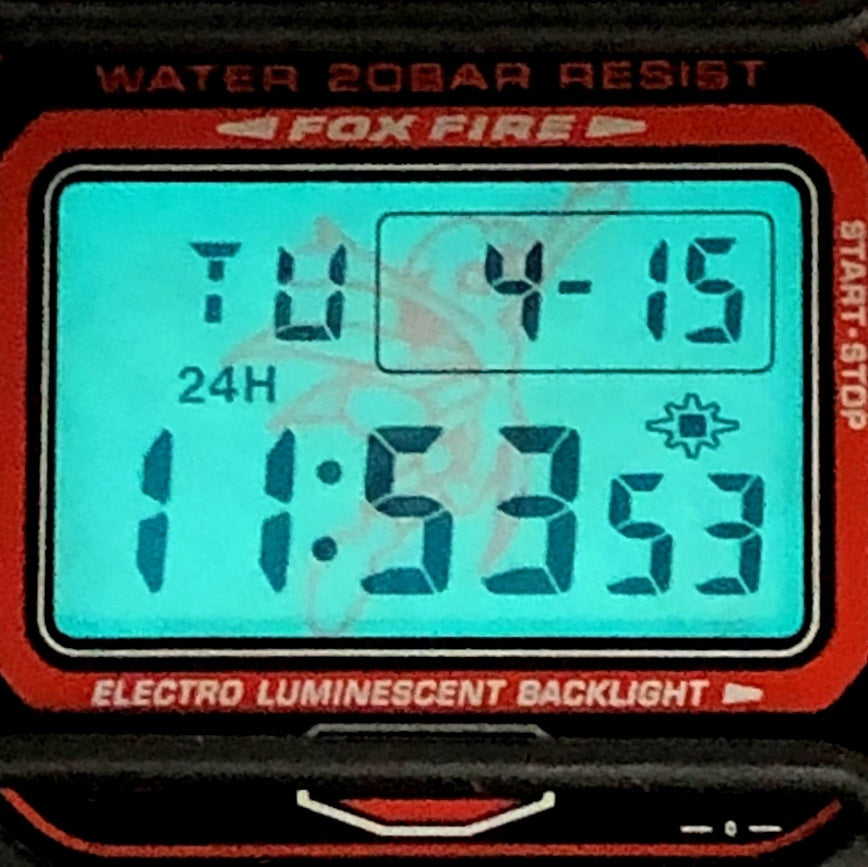 WATER 20BAR RESIST
FOX FIRE
TU 4-15
24H
11:53 53
START·STOP
ELECTRO LUMINESCENT BACKLIGHT